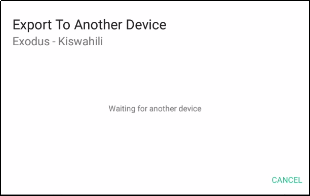 Export To Another Device
Exodus - Kiswahili
Waiting for another device
CANCEL